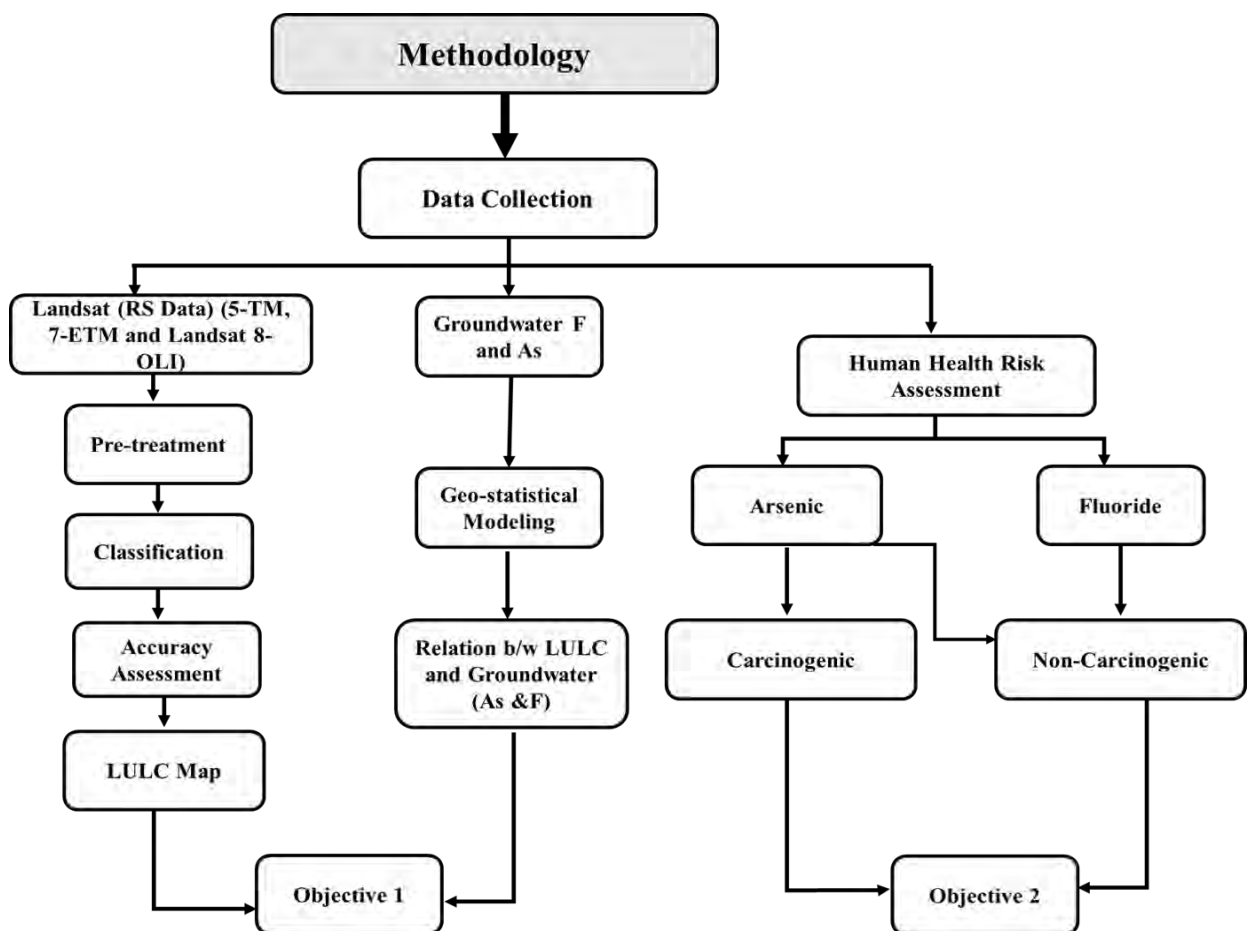 Methodology
Data Collection
Landsat (RS Data) (5-TM,
7-ETM and Landsat 8-
OLI)
Pre-treatment
Classification
Accuracy
Assessment
LULC Map
Groundwater F
and As
Geo-statistical
Modeling
Relation b/w LULC
and Groundwater
(As &F)
Objective 1
Human Health Risk
Assessment
Arsenic
Fluoride
Carcinogenic
Non-Carcinogenic
Objective 2